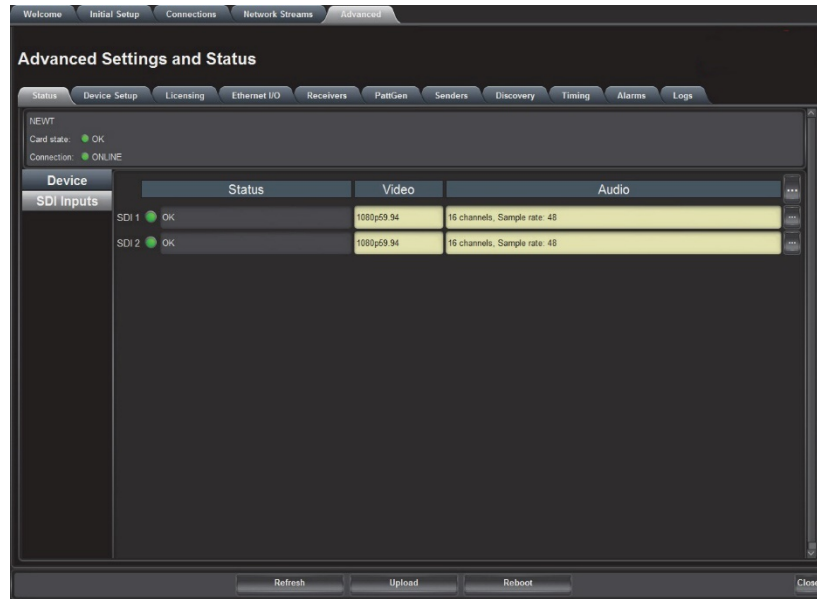 Welcome Initial Setup Connections Network Streams Advanced
Advanced Settings and Status
Status Device Setup Licensing Ethernet I/O Receivers PattGen Senders Discovery Timing Alarms Logs
NEWT
Card state: OK
Connection: ONLINE
Device
SDI Inputs
Status Video Audio ...
SDI 1 OK 1080p59.94 16 channels, Sample rate: 48 ...
SDI 2 OK 1080p59.94 16 channels, Sample rate: 48 ...
Refresh Upload Reboot Close